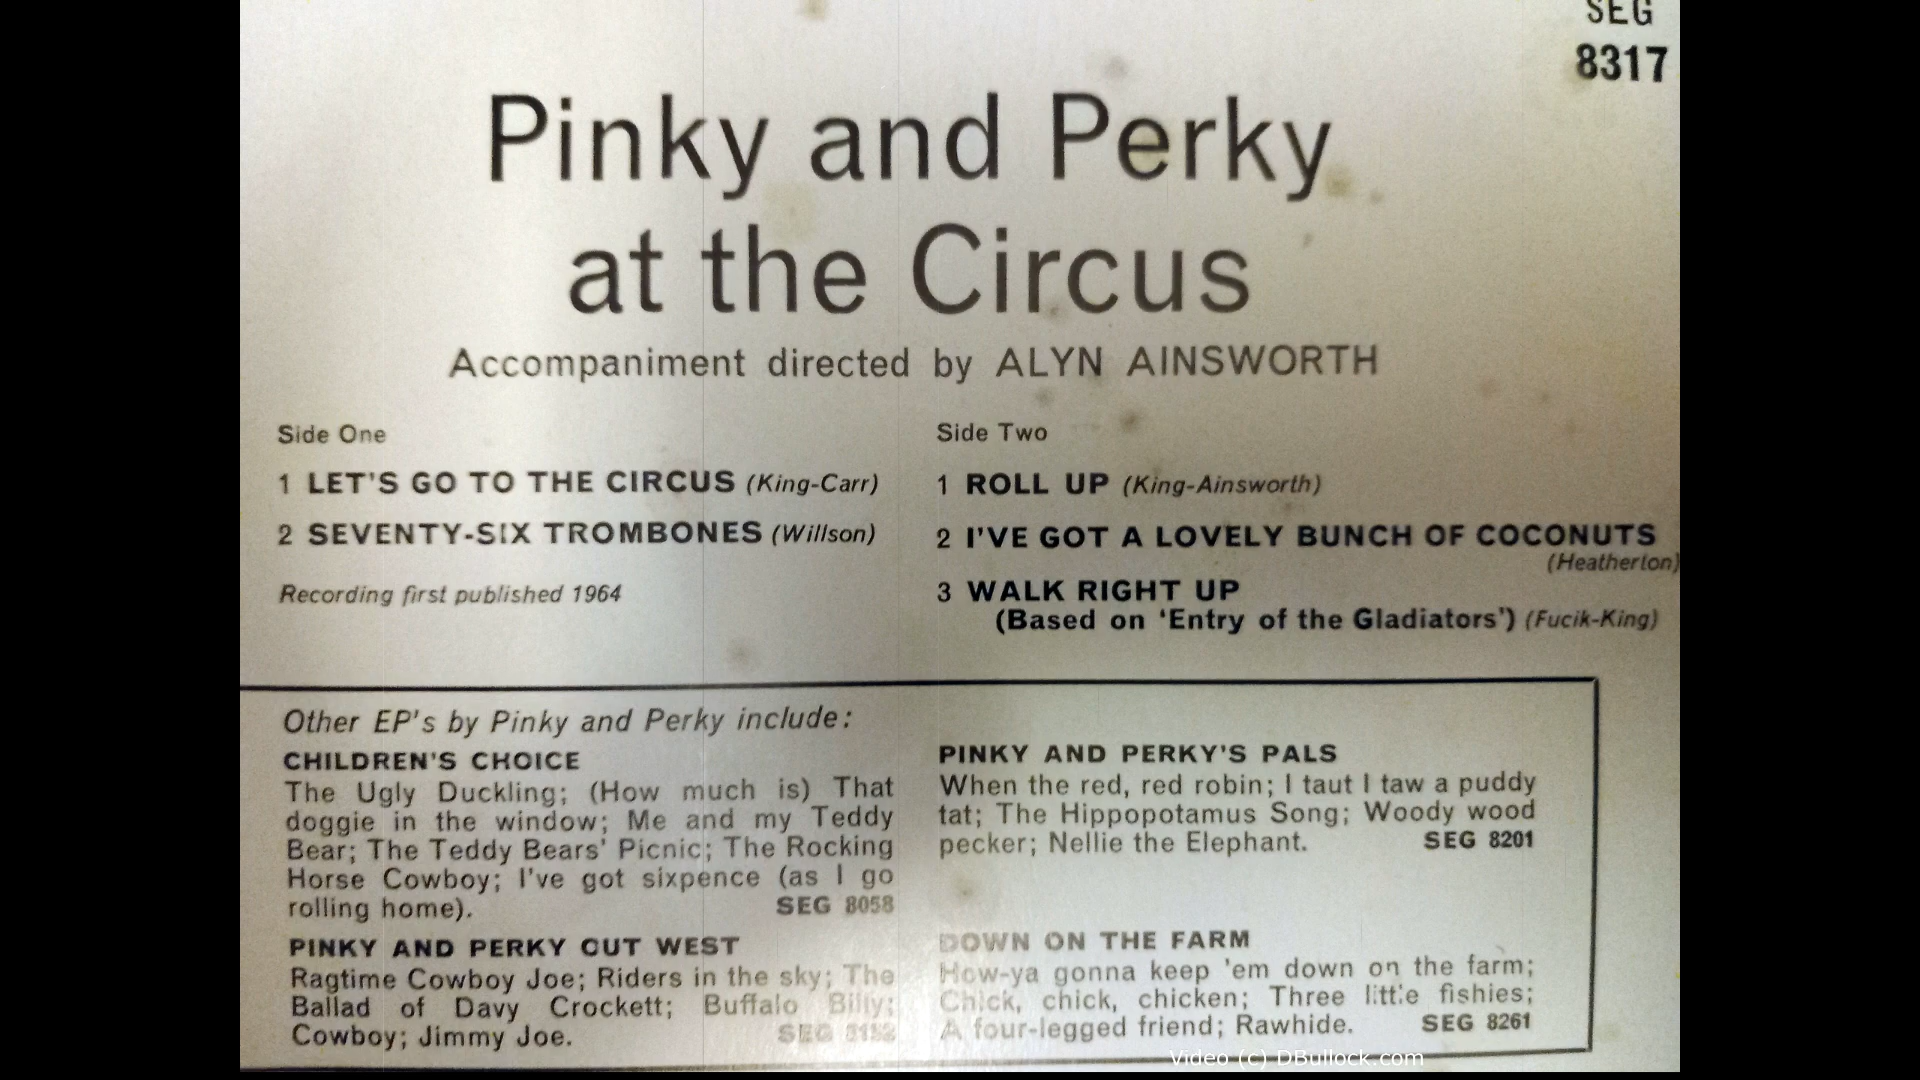 SEG
8317
Pinky and Perky
at the Circus
Accompaniment directed by ALYN AINSWORTH
Side One
1 LET'S GO TO THE CIRCUS (King-Carr)
2 SEVENTY-SIX TROMBONES (Willson)
Recording first published 1964
Side Two
1 ROLL UP (King-Ainsworth)
2 I'VE GOT A LOVELY BUNCH OF COCONUTS
(Heatherton)
3 WALK RIGHT UP
(Based on 'Entry of the Gladiators') (Fucik-King)
Other EP's by Pinky and Perky include:
CHILDREN'S CHOICE
The Ugly Duckling; (How much is) That
doggie in the window; Me and my Teddy
Bear; The Teddy Bears' Picnic; The Rocking
Horse Cowboy; I've got sixpence (as I go
rolling home). SEG 8058
PINKY AND PERKY OUT WEST
Ragtime Cowboy Joe; Riders in the sky; The
Ballad of Davy Crockett; Buffalo Billy;
Cowboy; Jimmy Joe. SEG
PINKY AND PERKY'S PALS
When the red, red robin; I taut I taw a puddy
tat; The Hippopotamus Song; Woody wood
pecker; Nellie the Elephant. SEG 8201
DOWN ON THE FARM
How-ya gonna keep 'em down on the farm;
Chick, chick, chicken; Three little fishies;
A four-legged friend; Rawhide. SEG 8261
Video (c) DBullock.com